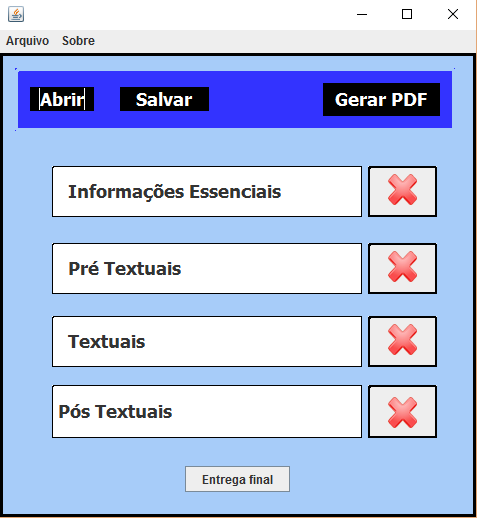 Arquivo Sobre
Abrir Salvar Gerar PDF
Informações Essenciais
Pré Textuais
Textuais
Pós Textuais
Entrega final